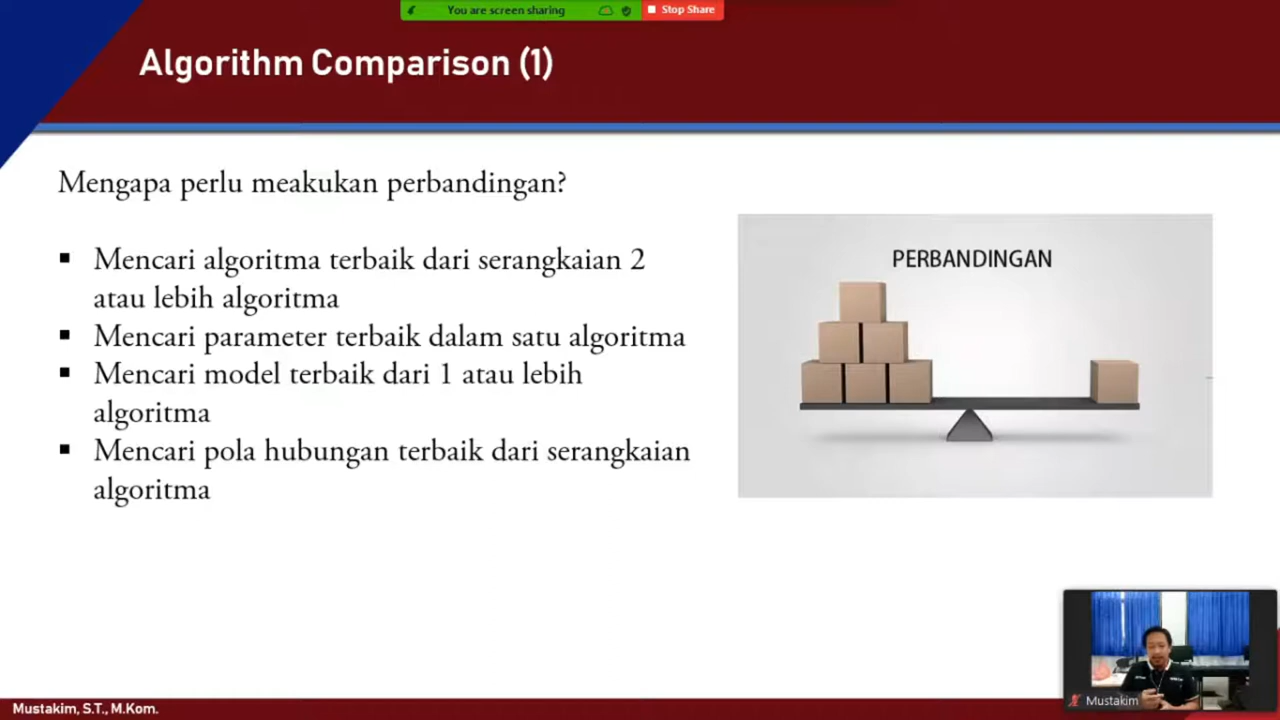 You are screen sharing
Stop Share
Algorithm Comparison (1)
Mengapa perlu meakukan perbandingan?
▪ Mencari algoritma terbaik dari serangkaian 2
atau lebih algoritma
▪ Mencari parameter terbaik dalam satu algoritma
▪ Mencari model terbaik dari 1 atau lebih
algoritma
▪ Mencari pola hubungan terbaik dari serangkaian
algoritma
PERBANDINGAN
Mustakim
Mustakim, S.T., M.Kom.